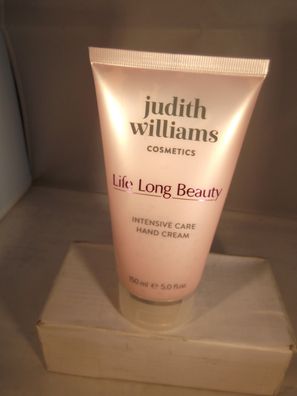 judith
williams
COSMETICS
Life Long Beauty
INTENSIVE CARE
HAND CREAM
150 ml ℮ 5.0 fl.oz